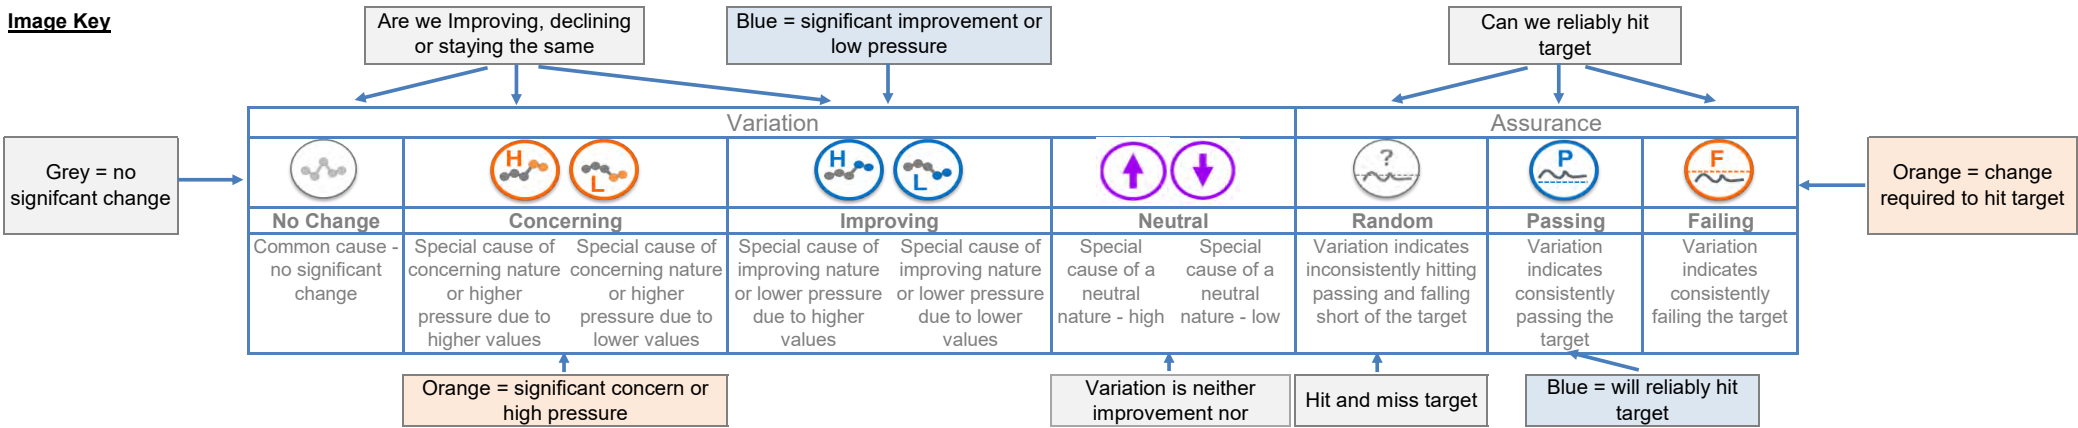 Image Key
Are we Improving, declining
or staying the same
Blue = significant improvement or
low pressure
Can we reliably hit
target
Grey = no
signifcant change
Variation
Assurance
H
L
H
L
?
P
F
Orange = change
required to hit target
No Change
Concerning
Improving
Neutral
Random
Passing
Failing
Common cause -
no significant
change
Special cause of
concerning nature
or higher
pressure due to
higher values
Special cause of
concerning nature
or higher
pressure due to
lower values
Special cause of
improving nature
or lower pressure
due to higher
values
Special cause of
improving nature
or lower pressure
due to lower
values
Special
cause of a
neutral
nature - high
Special
cause of a
neutral
nature - low
Variation indicates
inconsistently hitting
passing and falling
short of the target
Variation
indicates
consistently
passing the
target
Variation
indicates
consistently
failing the target
Orange = significant concern or
high pressure
Variation is neither
improvement nor
Hit and miss target
Blue = will reliably hit
target